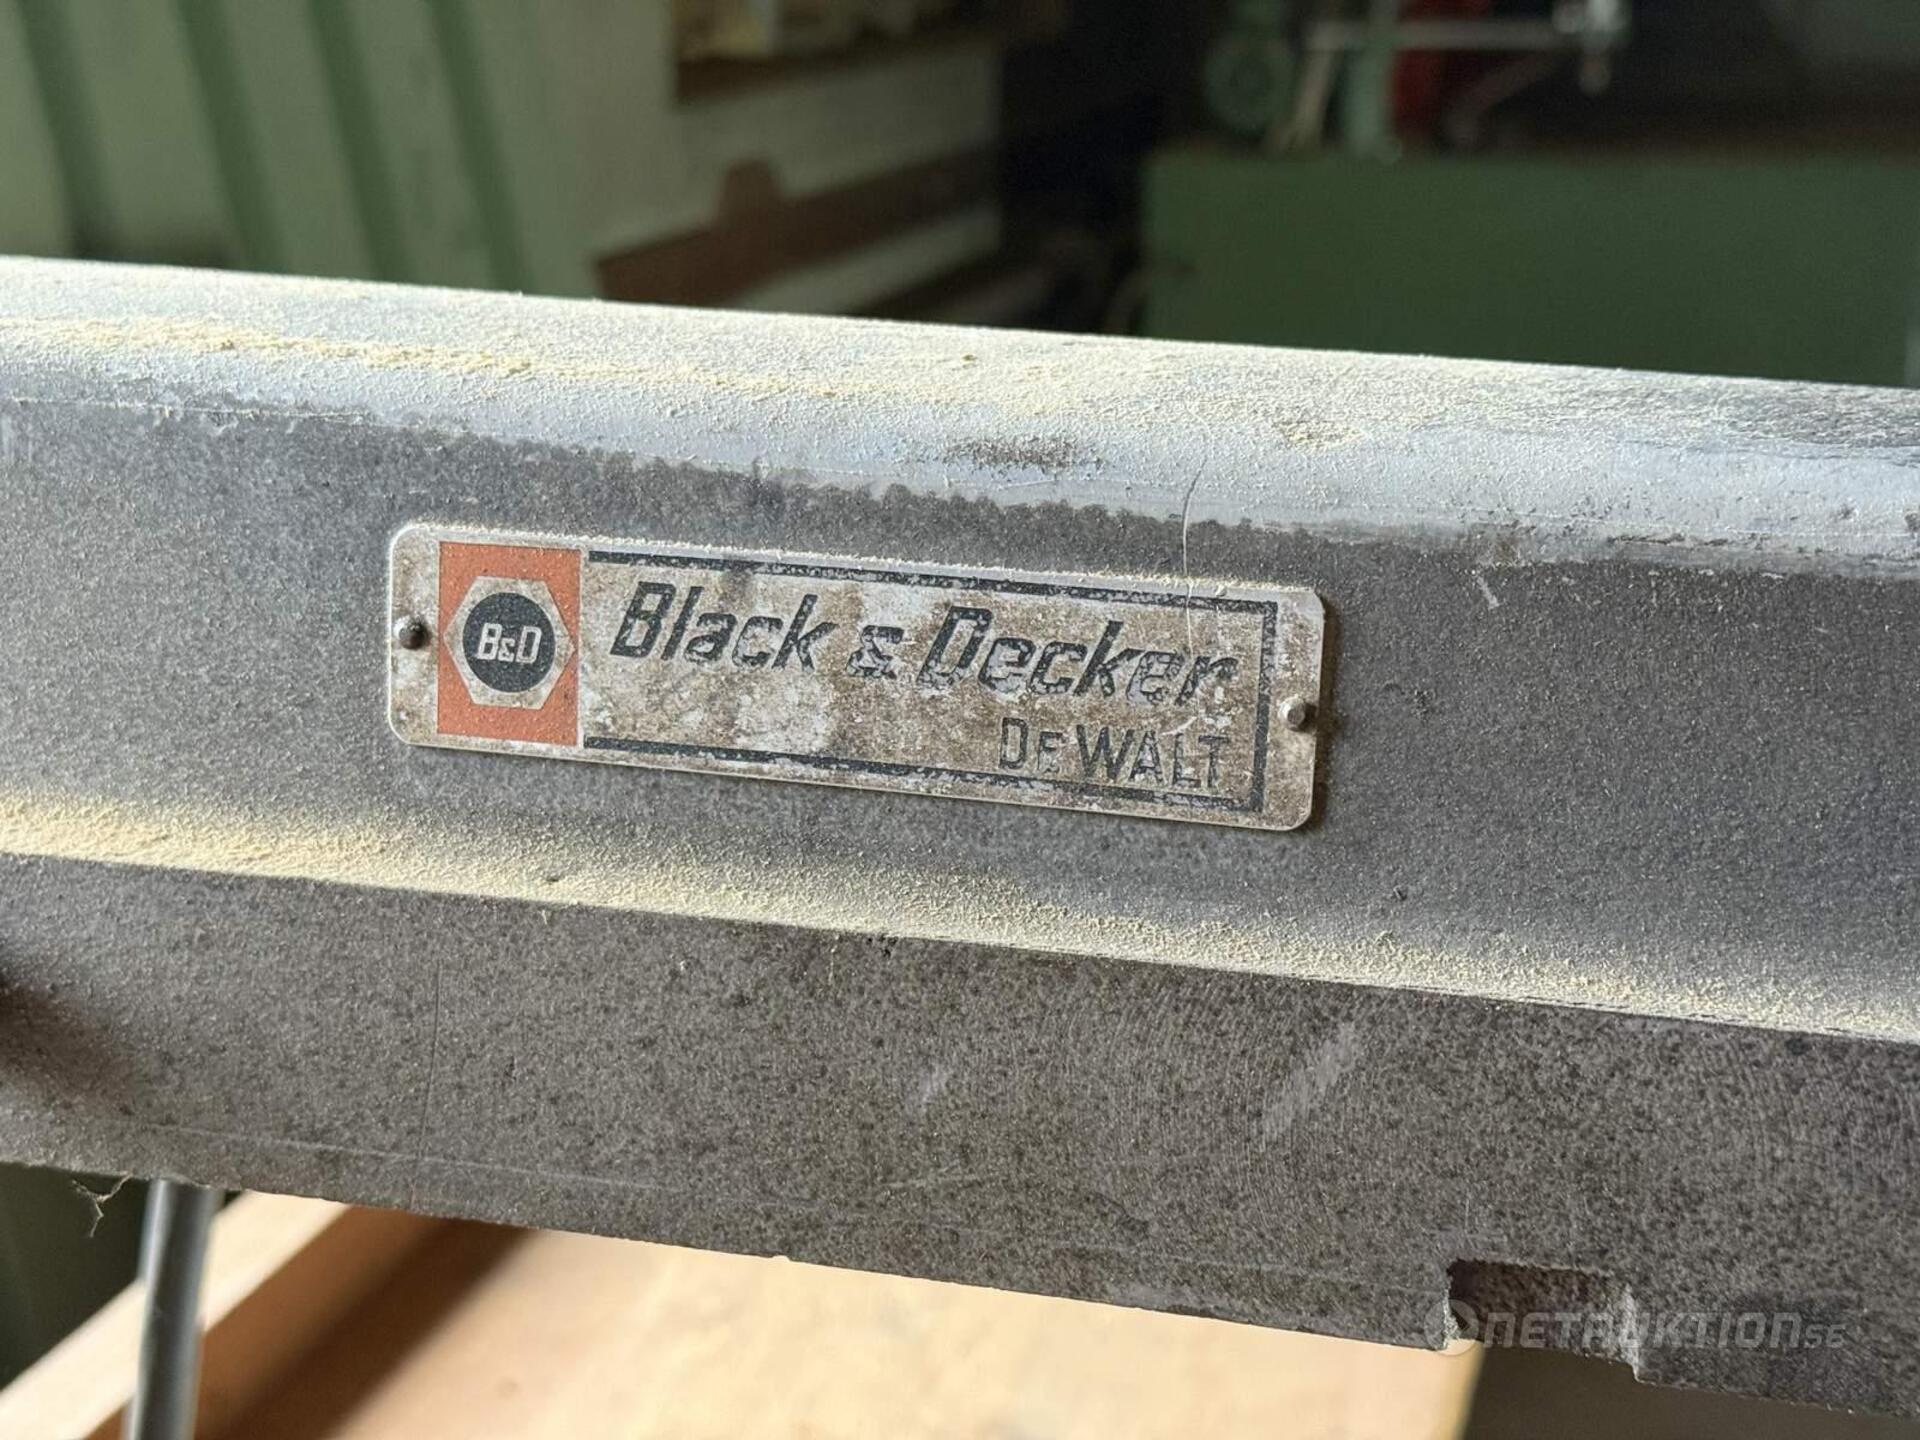 B&D
Black & Decker
DeWALT
NETAUKTION.SE